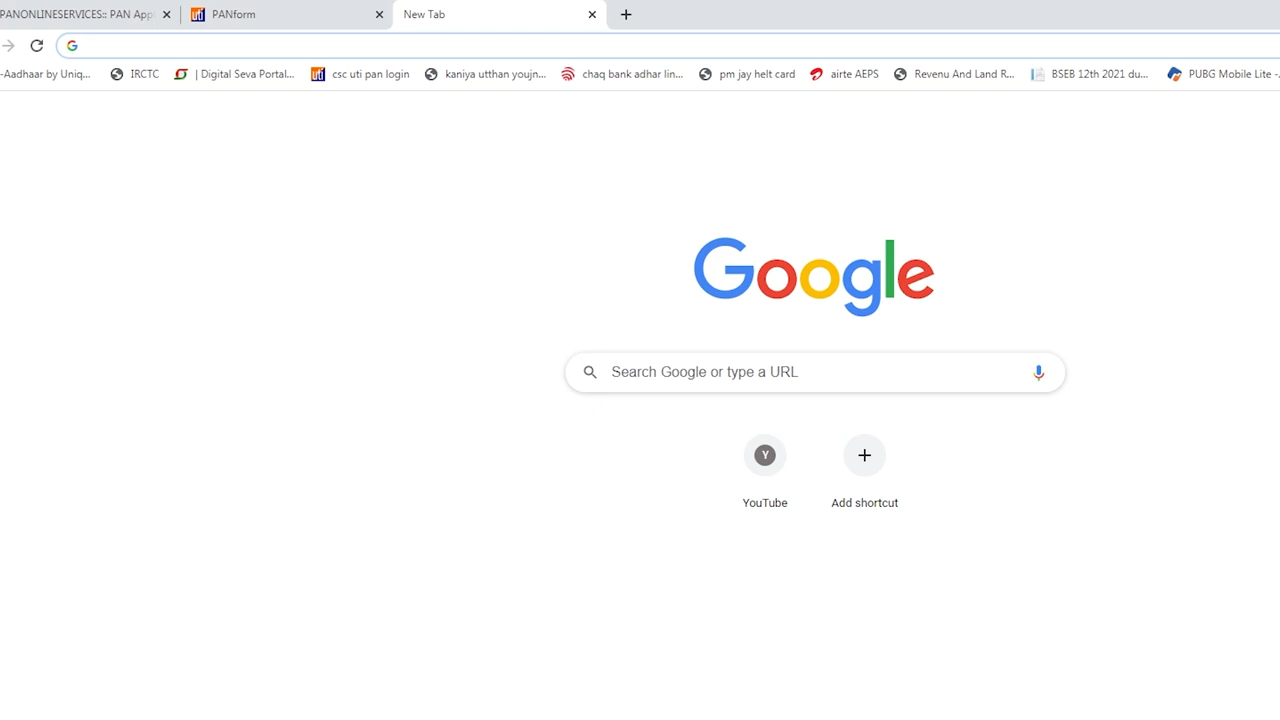 PANONLINESERVICES:: PAN App
PANform
New Tab
-Aadhaar by Uniq...
IRCTC
| Digital Seva Portal...
uti csc uti pan login
kaniya utthan youjn...
chaq bank adhar lin...
pm jay helt card
airte AEPS
Revenu And Land R...
BSEB 12th 2021 du...
PUBG Mobile Lite -
Google
Search Google or type a URL
Y
YouTube
Add shortcut